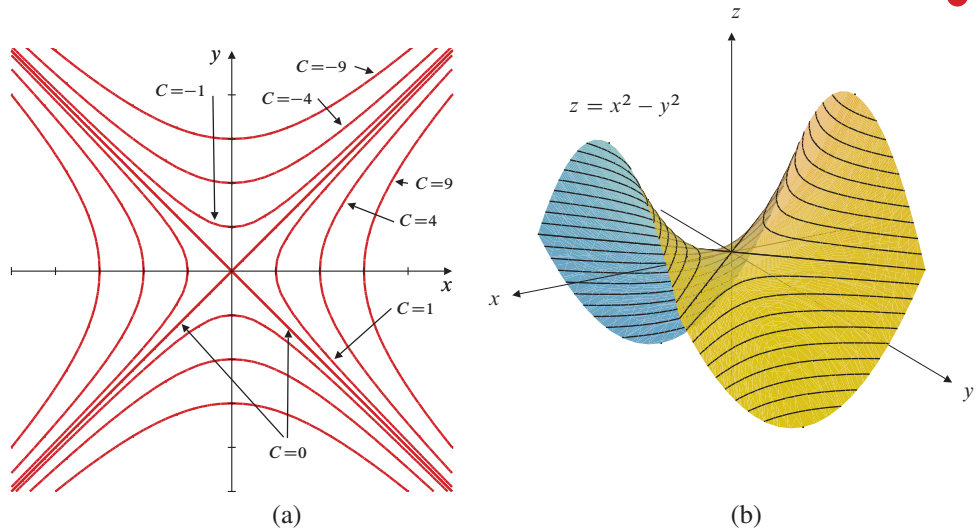 y
C=−9
C=−1
C=−4
C=9
C=4
x
C=1
C=0
(a)
z
z = x² − y²
x
y
(b)